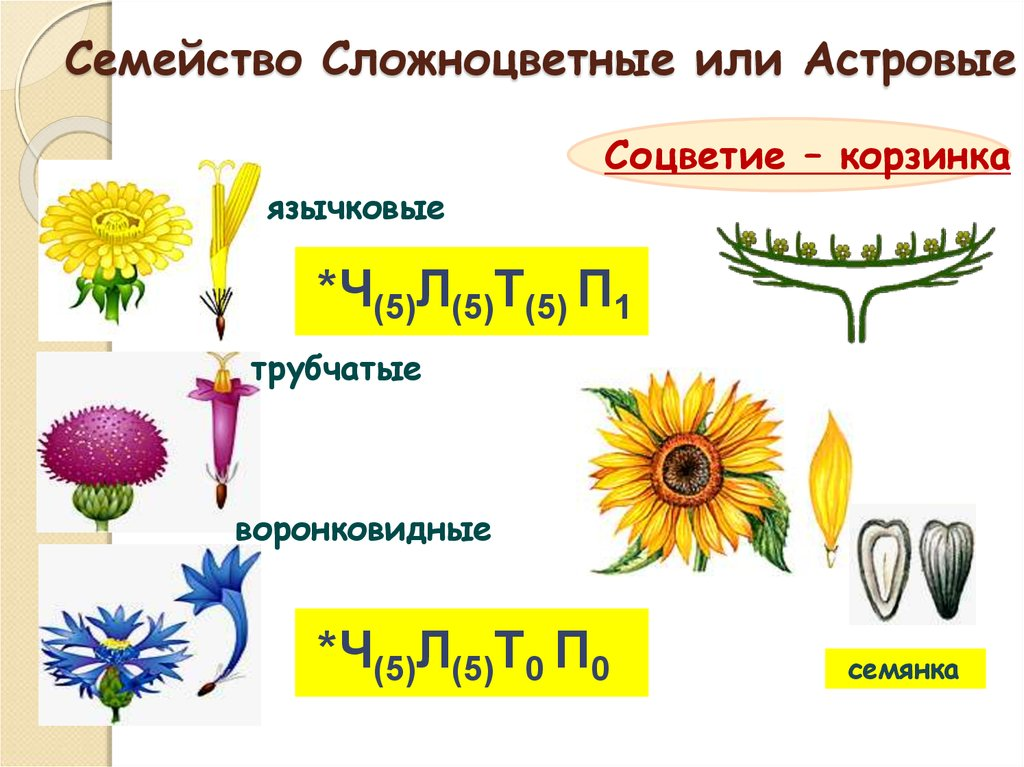 Семейство Сложноцветные или Астровые
Соцветие – корзинка
язычковые
*Ч(5)Л(5)Т(5) П1
трубчатые
воронковидные
*Ч(5)Л(5)Т0 П0
семянка